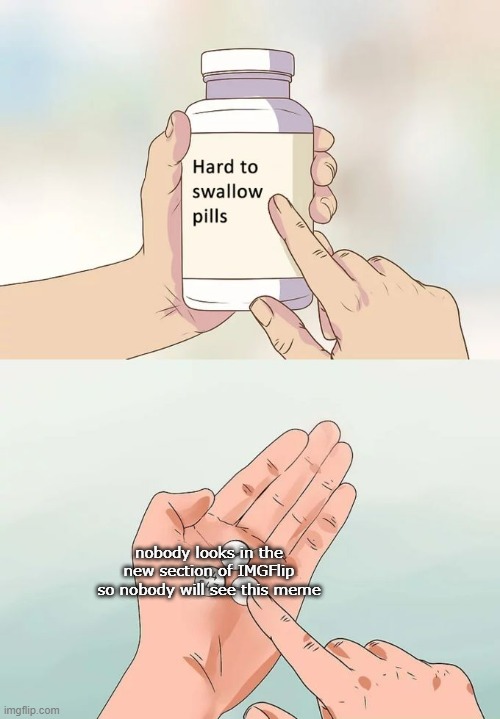 Hard to
swallow
pills
nobody looks in the
new section of IMGFlip
so nobody will see this meme
imgflip.com